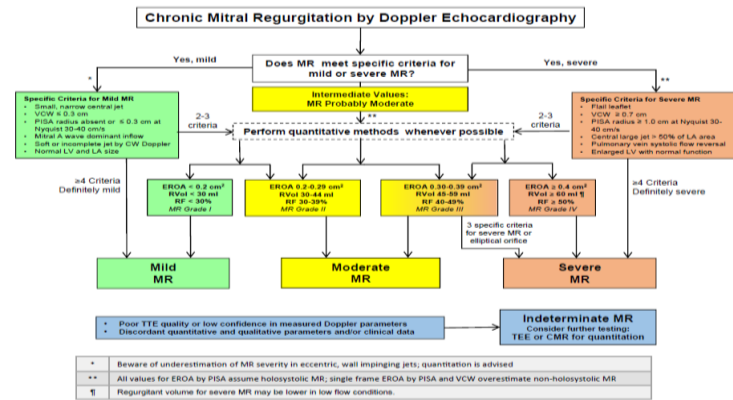 Chronic Mitral Regurgitation by Doppler Echocardiography
Does MR meet specific criteria for
mild or severe MR?
Yes, mild
Yes, severe
*
**
Intermediate Values:
MR Probably Moderate
**
Specific Criteria for Mild MR
• Small, narrow central jet
• VCW ≤ 0.3 cm
• PISA radius absent or ≤ 0.3 cm at
Nyquist 30-40 cm/s
• Mitral A wave dominant inflow
• Soft or incomplete jet by CW Doppler
• Normal LV and LA size
2-3
criteria
Perform quantitative methods whenever possible
2-3
criteria
Specific Criteria for Severe MR
• Flail leaflet
• VCW ≥ 0.7 cm
• PISA radius ≥ 1.0 cm at Nyquist 30-
40 cm/s
• Central large jet > 50% of LA area
• Pulmonary vein systolic flow reversal
• Enlarged LV with normal function
≥4 Criteria
Definitely mild
EROA < 0.2 cm²
RVol < 30 ml
RF < 30%
MR Grade I
EROA 0.2-0.29 cm²
RVol 30-44 ml
RF 30-39%
MR Grade II
EROA 0.30-0.39 cm²
RVol 45-59 ml
RF 40-49%
MR Grade III
EROA ≥ 0.4 cm²
RVol ≥ 60 ml ¶
RF ≥ 50%
MR Grade IV
≥4 Criteria
Definitely severe
3 specific criteria
for severe MR or
elliptical orifice
Mild
MR
Moderate
MR
Severe
MR
• Poor TTE quality or low confidence in measured Doppler parameters
• Discordant quantitative and qualitative parameters and/or clinical data
Indeterminate MR
Consider further testing:
TEE or CMR for quantitation
* Beware of underestimation of MR severity in eccentric, wall impinging jets; quantitation is advised
** All values for EROA by PISA assume holosystolic MR; single frame EROA by PISA and VCW overestimate non-holosystolic MR
¶ Regurgitant volume for severe MR may be lower in low flow conditions.